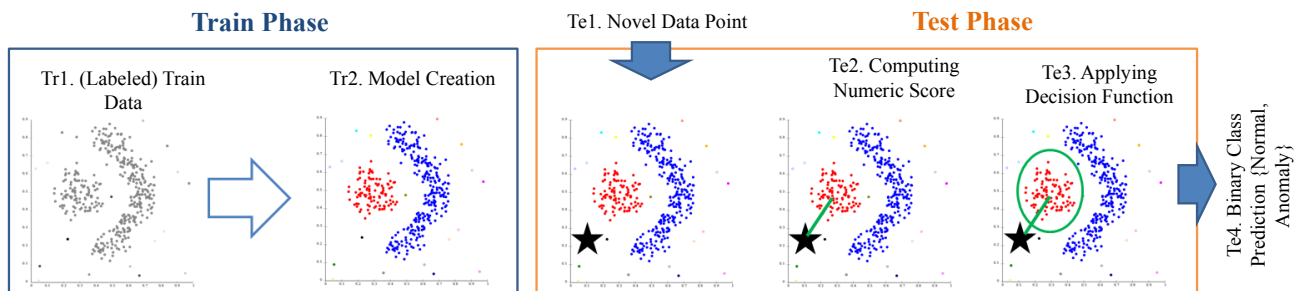 Train Phase
Tr1. (Labeled) Train
Data
Tr2. Model Creation
Te1. Novel Data Point
Test Phase
Te2. Computing
Numeric Score
Te3. Applying
Decision Function
Te4. Binary Class
Prediction {Normal,
Anomaly}